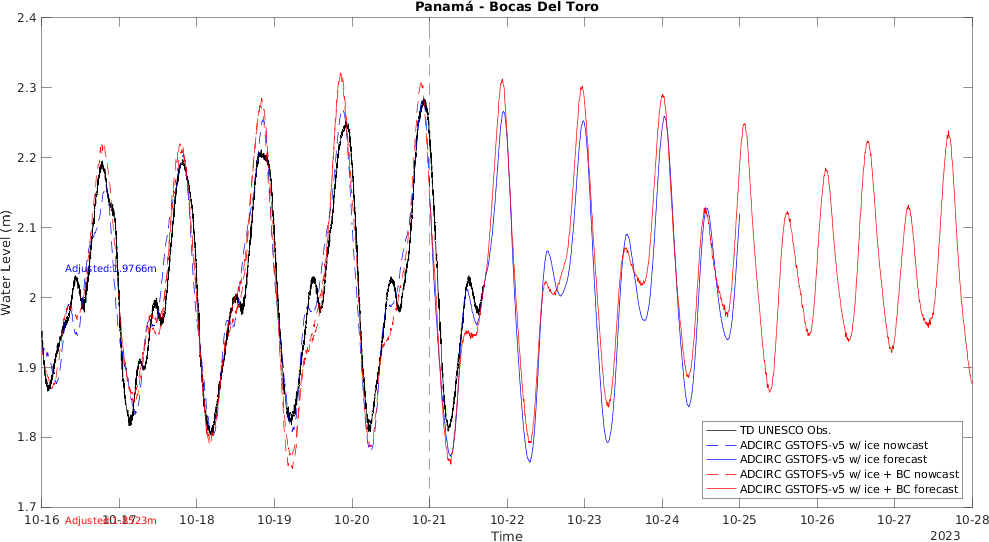 Panamá - Bocas Del Toro
2.4
2.3
2.2
2.1
2
1.9
1.8
1.7
Water Level (m)
Adjusted:1.9766m
TD UNESCO Obs.
ADCIRC GSTOFS-v5 w/ ice nowcast
ADCIRC GSTOFS-v5 w/ ice forecast
ADCIRC GSTOFS-v5 w/ ice + BC nowcast
ADCIRC GSTOFS-v5 w/ ice + BC forecast
10-16 10-17 10-18 10-19 10-20 10-21 10-22 10-23 10-24 10-25 10-26 10-27 10-28
Time
2023